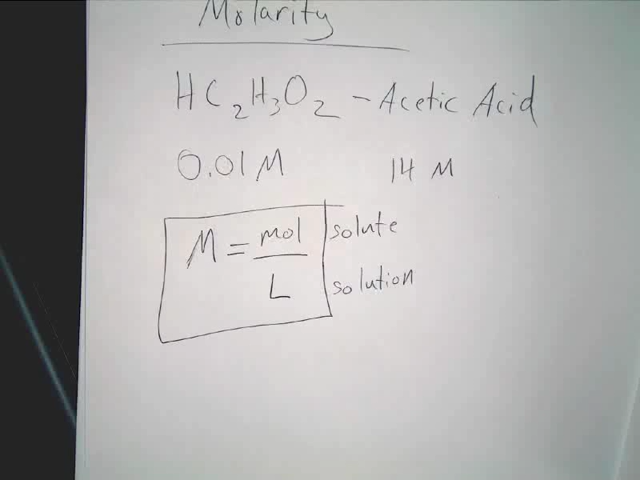 Molarity
HC₂H₃O₂ - Acetic Acid
0.01 M 14 M
M = mol solute
L solution